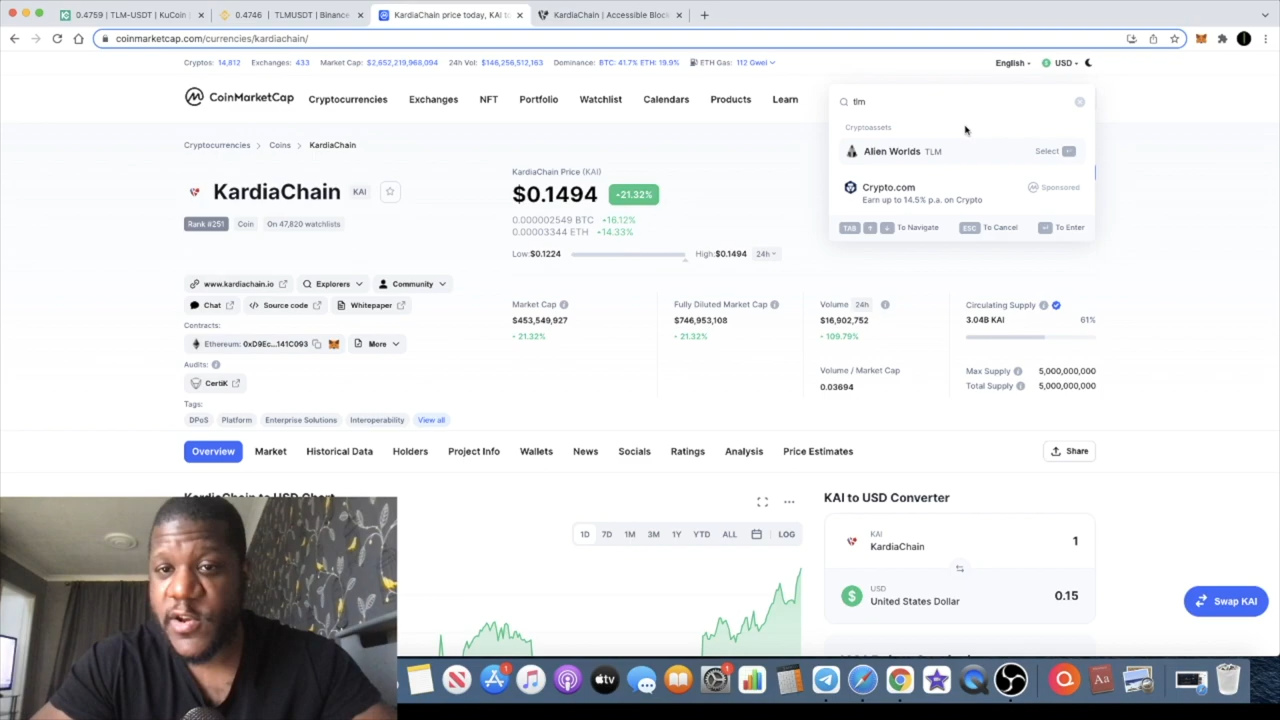 0.4759 | TLM-USDT | KuCoin
0.4746 | TLMUSDT | Binance
KardiaChain price today, KAI to
KardiaChain | Accessible Block
coinmarketcap.com/currencies/kardiachain/
Cryptos: 14,812 Exchanges: 433 Market Cap: $2,652,219,968,094 24h Vol: $146,256,512,163 Dominance: BTC: 41.7% ETH: 19.9% ETH Gas: 112 Gwei
English USD
CoinMarketCap Cryptocurrencies Exchanges NFT Portfolio Watchlist Calendars Products Learn
tlm
Cryptoassets
Alien Worlds TLM Select
Crypto.com Sponsored
Earn up to 14.5% p.a. on Crypto
TAB To Navigate ESC To Cancel To Enter
Cryptocurrencies > Coins > KardiaChain
KardiaChain KAI
Rank #251 Coin On 47,820 watchlists
KardiaChain Price (KAI)
$0.1494 21.32%
0.000002549 BTC 16.12%
0.00003344 ETH 14.33%
Low: $0.1224 High: $0.1494 24h
www.kardiachain.io Explorers Community
Chat Source code Whitepaper
Contracts:
Ethereum: 0xD9Ec...141C093 More
Audits:
CertiK
Tags:
DPoS Platform Enterprise Solutions Interoperability View all
Market Cap
$453,549,927
21.32%
Fully Diluted Market Cap
$746,953,108
21.32%
Volume 24h
$16,902,752
109.79%
Volume / Market Cap
0.03694
Circulating Supply
3.04B KAI 61%
Max Supply 5,000,000,000
Total Supply 5,000,000,000
Overview Market Historical Data Holders Project Info Wallets News Socials Ratings Analysis Price Estimates
Share
KardiaChain to USD Chart
1D 7D 1M 3M 1Y YTD ALL LOG
KAI to USD Converter
KAI
KardiaChain 1
USD
United States Dollar 0.15
Swap KAI
tv